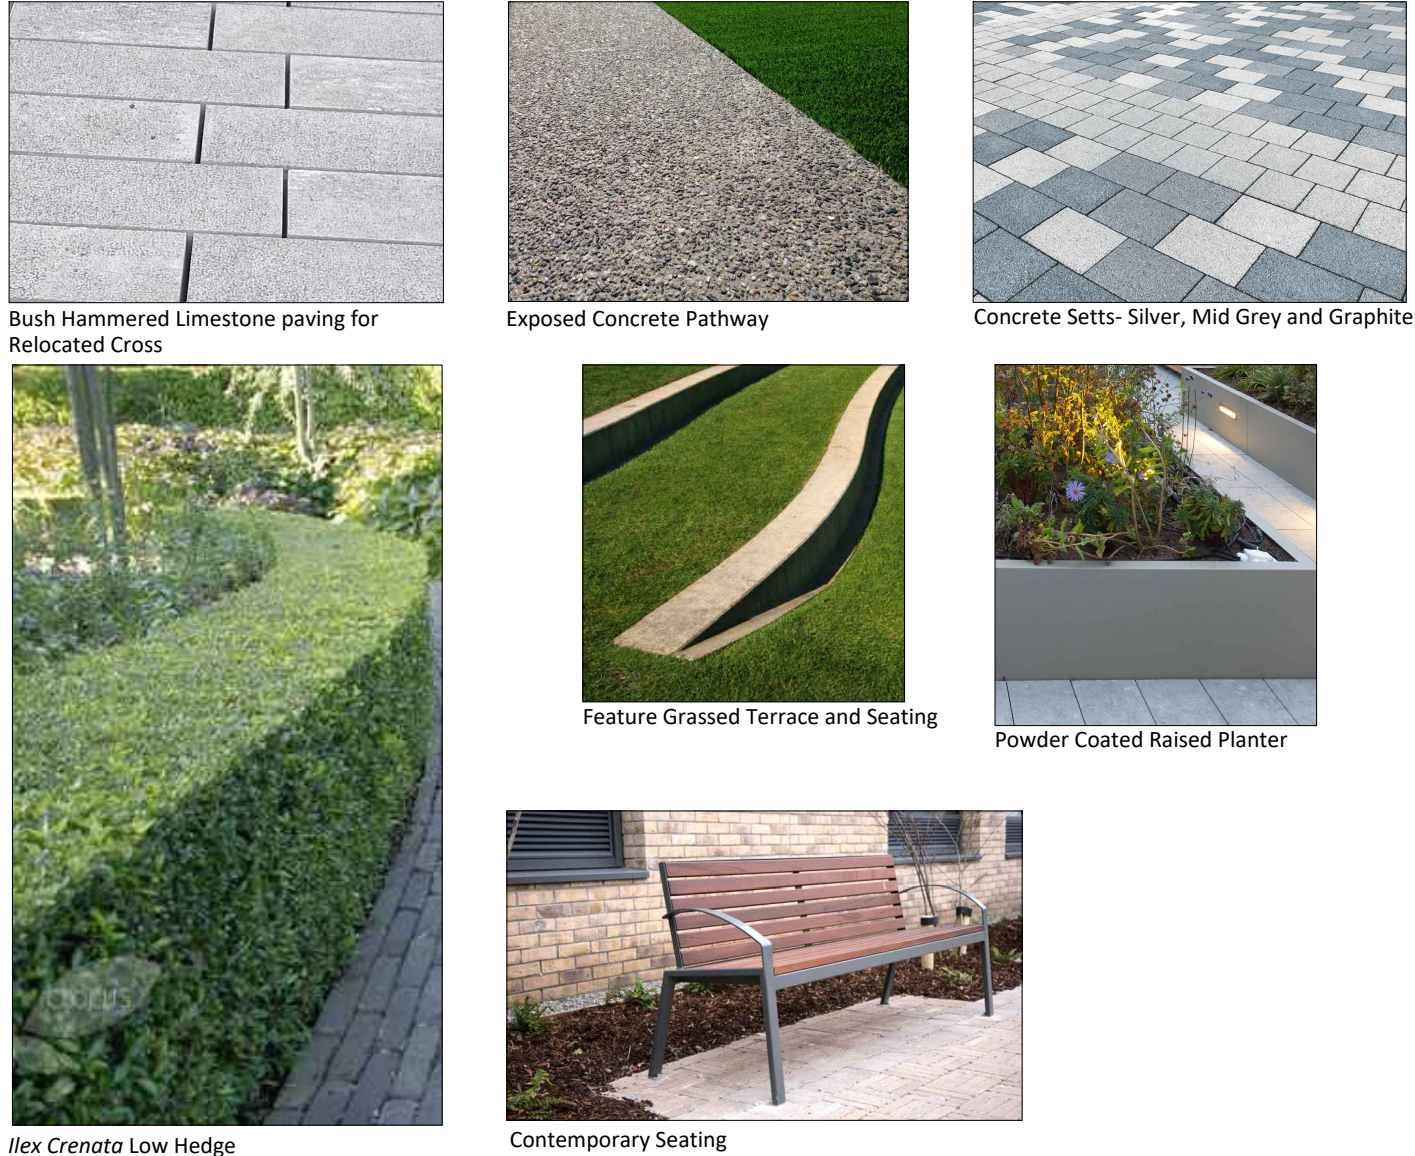 Bush Hammered Limestone paving for
Relocated Cross
Exposed Concrete Pathway
Concrete Setts- Silver, Mid Grey and Graphite
Feature Grassed Terrace and Seating
Powder Coated Raised Planter
Ilex Crenata Low Hedge
Contemporary Seating